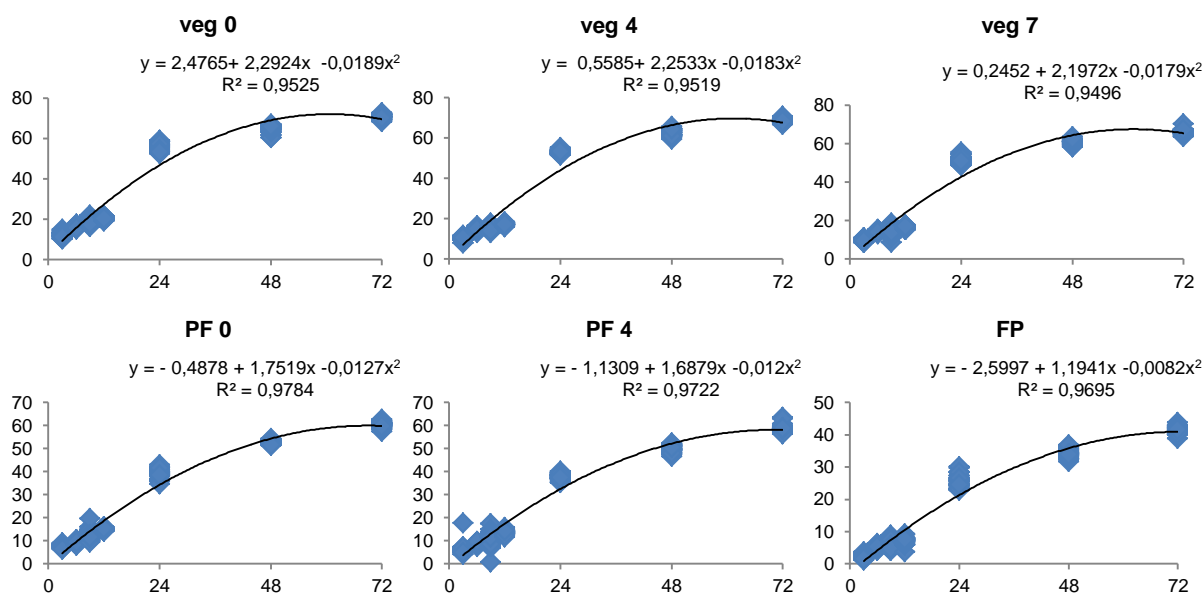 veg 0
y = 2,4765+ 2,2924x -0,0189x²
R² = 0,9525
80
60
40
20
0
0 24 48 72
veg 4
y = 0,5585+ 2,2533x -0,0183x²
R² = 0,9519
80
60
40
20
0
0 24 48 72
veg 7
y = 0,2452 + 2,1972x -0,0179x²
R² = 0,9496
80
60
40
20
0
0 24 48 72
PF 0
y = - 0,4878 + 1,7519x -0,0127x²
R² = 0,9784
70
60
50
40
30
20
10
0
0 24 48 72
PF 4
y = - 1,1309 + 1,6879x -0,012x²
R² = 0,9722
70
60
50
40
30
20
10
0
0 24 48 72
FP
y = - 2,5997 + 1,1941x -0,0082x²
R² = 0,9695
50
40
30
20
10
0
0 24 48 72